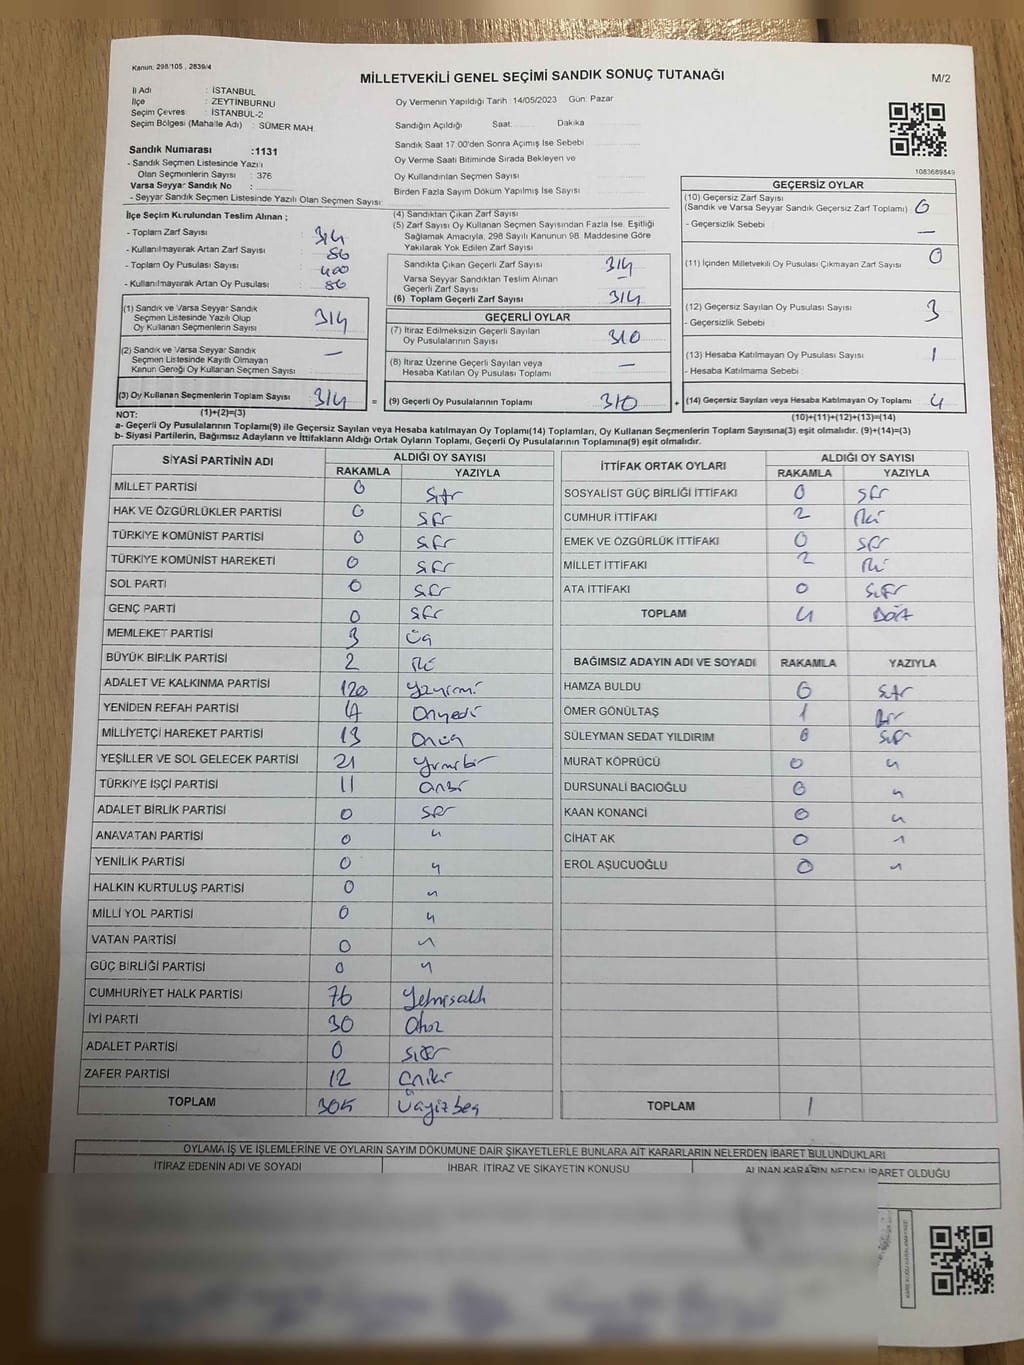 Kanun: 298/105 , 2839/4
MİLLETVEKİLİ GENEL SEÇİMİ SANDIK SONUÇ TUTANAĞI
M/2
İl Adı : İSTANBUL
İlçe : ZEYTİNBURNU
Seçim Çevres : İSTANBUL-2
Seçim Bölgesi (Mahalle Adı) : SÜMER MAH.
Oy Vermenin Yapıldığı Tarih :14/05/2023 Gün: Pazar
Sandığın Açıldığı Saat: Dakika
Sandık Saat 17:00'den Sonra Açımış İse Sebebi
Oy Verme Saati Bitiminde Sırada Bekleyen ve
Oy Kullandırılan Seçmen Sayısı
Birden Fazla Sayım Döküm Yapılmış İse Sayısı
Sandık Numarası :1131
- Sandık Seçmen Listesinde Yazılı
Olan Seçmenlerin Sayısı : 376
Varsa Seyyar Sandık No :
- Seyyar Sandık Seçmen Listesinde Yazılı Olan Seçmen Sayısı:
1083689849
İlçe Seçim Kurulundan Teslim Alınan ;
- Toplam Zarf Sayısı : 314
- Kullanılmayarak Artan Zarf Sayısı : 86
- Toplam Oy Pusulası Sayısı : 400
- Kullanılmayarak Artan Oy Pusulası : 86
(4) Sandıktan Çıkan Zarf Sayısı
(5) Zarf Sayısı Oy Kullanan Seçmen Sayısından Fazla İse, Eşitliği
Sağlamak Amacıyla, 298 Sayılı Kanunun 98. Maddesine Göre
Yakılarak Yok Edilen Zarf Sayısı
Sandıkta Çıkan Geçerli Zarf Sayısı 314
Varsa Seyyar Sandıktan Teslim Alınan
Geçerli Zarf Sayısı —
(6) Toplam Geçerli Zarf Sayısı 314
GEÇERSİZ OYLAR
(10) Geçersiz Zarf Sayısı
(Sandık ve Varsa Seyyar Sandık Geçersiz Zarf Toplamı) 0
- Geçersizlik Sebebi : —
(11) İçinden Milletvekili Oy Pusulası Çıkmayan Zarf Sayısı 0
(12) Geçersiz Sayılan Oy Pusulası Sayısı 3
- Geçersizlik Sebebi :
(13) Hesaba Katılmayan Oy Pusulası Sayısı 1
- Hesaba Katılmama Sebebi :
(14) Geçersiz Sayılan veya Hesaba Katılmayan Oy Toplamı 4
(10)+(11)+(12)+(13)=(14)
(1) Sandık ve Varsa Seyyar Sandık
Seçmen Listesinde Yazılı Olup
Oy Kullanan Seçmenlerin Sayısı 314
(2) Sandık ve Varsa Seyyar Sandık
Seçmen Listesinde Kayıtlı Olmayan
Kanun Gereği Oy Kullanan Seçmen Sayısı : —
(3) Oy Kullanan Seçmenlerin Toplam Sayısı 314 =
(1)+(2)=(3)
GEÇERLİ OYLAR
(7) İtiraz Edilmeksizin Geçerli Sayılan
Oy Pusulalarının Sayısı 310
(8) İtiraz Üzerine Geçerli Sayılan veya
Hesaba Katılan Oy Pusulası Toplamı —
(9) Geçerli Oy Pusulalarının Toplamı 310 +
NOT:
a- Geçerli Oy Pusulalarının Toplamı(9) ile Geçersiz Sayılan veya Hesaba katılmayan Oy Toplamı(14) Toplamları, Oy Kullanan Seçmenlerin Toplam Sayısına(3) eşit olmalıdır. (9)+(14)=(3)
b- Siyasi Partilerin, Bağımsız Adayların ve İttifakların Aldığı Ortak Oyların Toplamı, Geçerli Oy Pusulalarının Toplamına(9) eşit olmalıdır.
SİYASİ PARTİNİN ADI ALDIĞI OY SAYISI
RAKAMLA YAZIYLA
MİLLET PARTİSİ 0 Sıfır
HAK VE ÖZGÜRLÜKLER PARTİSİ 0 Sıfır
TÜRKİYE KOMÜNİST PARTİSİ 0 Sıfır
TÜRKİYE KOMÜNİST HAREKETİ 0 Sıfır
SOL PARTİ 0 Sıfır
GENÇ PARTİ 0 Sıfır
MEMLEKET PARTİSİ 3 Üç
BÜYÜK BİRLİK PARTİSİ 2 İki
ADALET VE KALKINMA PARTİSİ 120 Yüzyirmi
YENİDEN REFAH PARTİSİ 17 Onyedi
MİLLİYETÇİ HAREKET PARTİSİ 13 Onüç
YEŞİLLER VE SOL GELECEK PARTİSİ 21 Yirmibir
TÜRKİYE İŞÇİ PARTİSİ 11 Onbir
ADALET BİRLİK PARTİSİ 0 Sıfır
ANAVATAN PARTİSİ 0 "
YENİLİK PARTİSİ 0 "
HALKIN KURTULUŞ PARTİSİ 0 "
MİLLİ YOL PARTİSİ 0 "
VATAN PARTİSİ 0 "
GÜÇ BİRLİĞİ PARTİSİ 0 "
CUMHURİYET HALK PARTİSİ 76 Yetmişaltı
İYİ PARTİ 30 Otuz
ADALET PARTİSİ 0 Sıfır
ZAFER PARTİSİ 12 Oniki
TOPLAM 305 Üçyüzbeş
İTTİFAK ORTAK OYLARI ALDIĞI OY SAYISI
RAKAMLA YAZIYLA
SOSYALİST GÜÇ BİRLİĞİ İTTİFAKI 0 Sıfır
CUMHUR İTTİFAKI 2 İki
EMEK VE ÖZGÜRLÜK İTTİFAKI 0 Sıfır
MİLLET İTTİFAKI 2 İki
ATA İTTİFAKI 0 Sıfır
TOPLAM 4 Dört
BAĞIMSIZ ADAYIN ADI VE SOYADI RAKAMLA YAZIYLA
HAMZA BULDU 0 Sıfır
ÖMER GÖNÜLTAŞ 1 Bir
SÜLEYMAN SEDAT YILDIRIM 0 Sıfır
MURAT KÖPRÜCÜ 0 "
DURSUNALİ BACIOĞLU 0 "
KAAN KONANCİ 0 "
CİHAT AK 0 "
EROL AŞUCUOĞLU 0 "
TOPLAM 1
OYLAMA İŞ VE İŞLEMLERİNE VE OYLARIN SAYIM DÖKÜMÜNE DAİR ŞİKAYETLERLE BUNLARA AİT KARARLARIN NELERDEN İBARET BULUNDUKLARI
İTİRAZ EDENİN ADI VE SOYADI İHBAR, İTİRAZ VE ŞİKAYETİN KONUSU ALINAN KARARIN NEDEN İBARET OLDUĞU